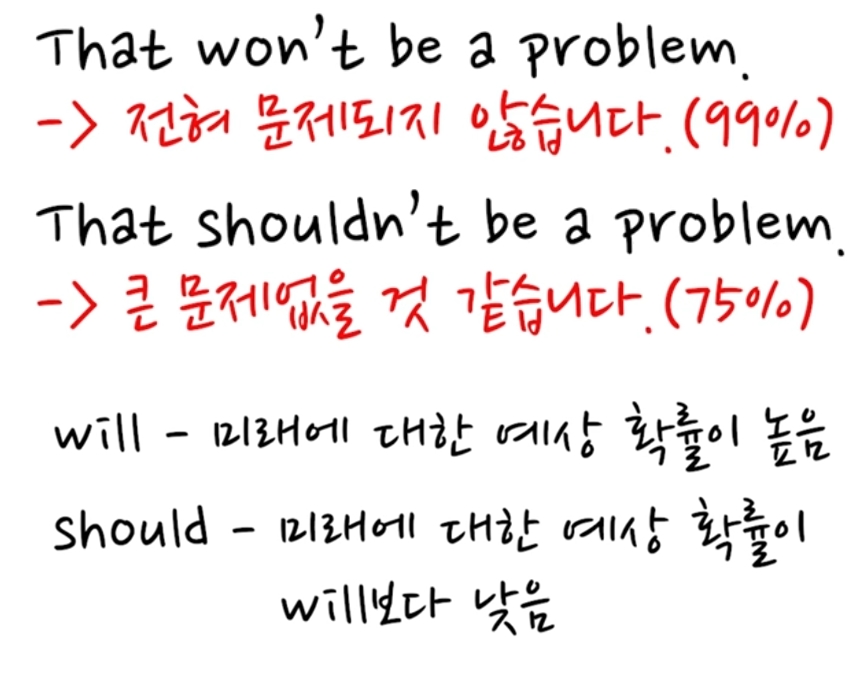 That won't be a problem.
-> 전혀 문제되지 않습니다. (99%)
That shouldn't be a problem.
-> 큰 문제없을 것 같습니다. (75%)
will - 미래에 대한 예상 확률이 높음
should - 미래에 대한 예상 확률이
will보다 낮음